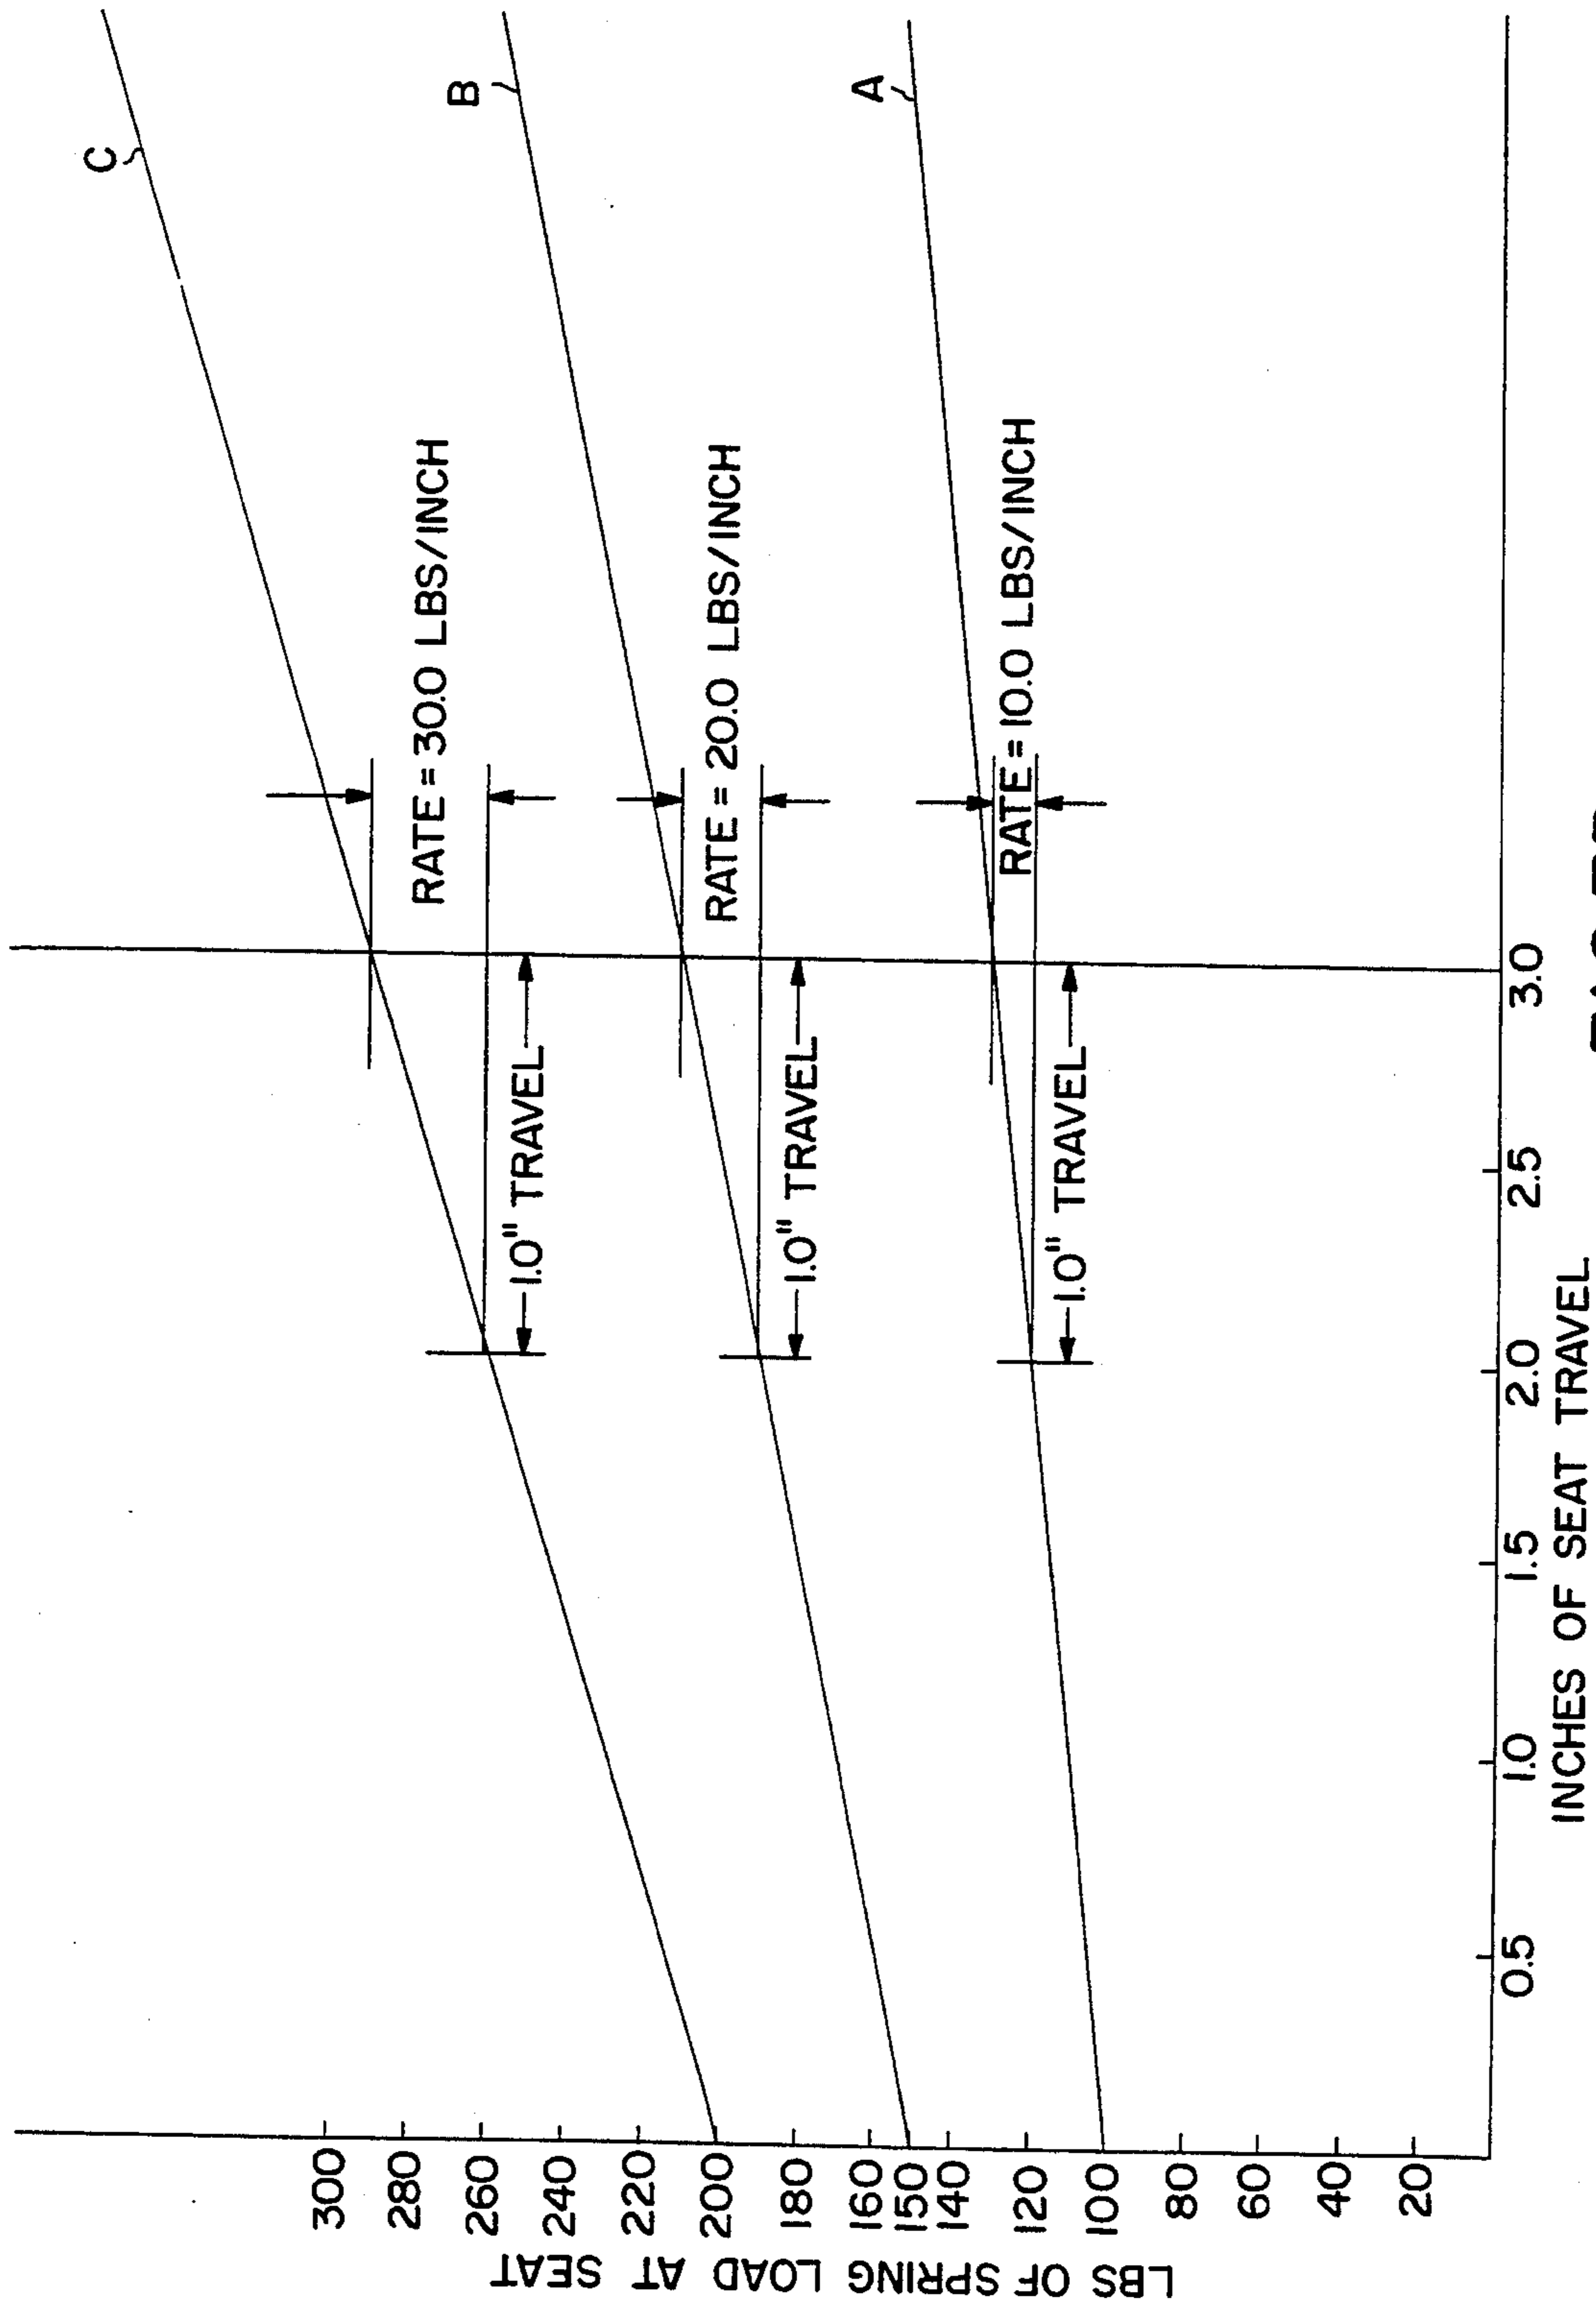 C
B
A
RATE = 30.0 LBS/INCH
RATE = 20.0 LBS/INCH
RATE = 10.0 LBS/INCH
1.0" TRAVEL
1.0" TRAVEL
1.0" TRAVEL
300
280
260
240
220
200
180
160
150
140
120
100
80
60
40
20
LBS OF SPRING LOAD AT SEAT
0.5
1.0
1.5
2.0
2.5
3.0
INCHES OF SEAT TRAVEL